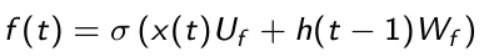 f(t) = σ (x(t)U_f + h(t − 1)W_f)